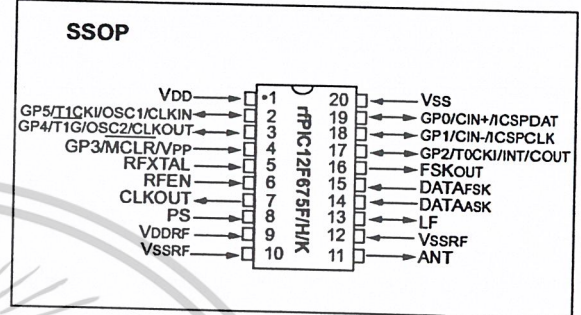 SSOP
VDD 1 20 VSS
GP5/T1CKI/OSC1/CLKIN 2 19 GP0/CIN+/ICSPDAT
GP4/T1G/OSC2/CLKOUT 3 18 GP1/CIN-/ICSPCLK
GP3/MCLR/VPP 4 17 GP2/T0CKI/INT/COUT
RFXTAL 5 16 FSKOUT
RFEN 6 15 DATAFSK
CLKOUT 7 14 DATAASK
PS 8 13 LF
VDDRF 9 12 VSSRF
VSSRF 10 11 ANT
rfPIC12F675F/H/K